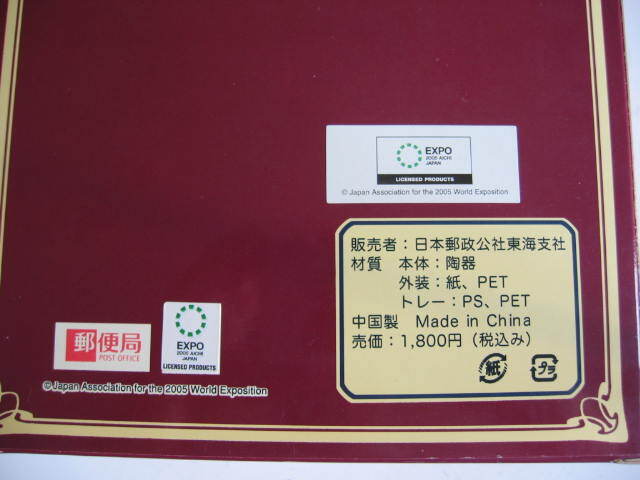 EXPO
2005 AICHI
JAPAN
LICENSED PRODUCTS
© Japan Association for the 2005 World Exposition
販売者：日本郵政公社東海支社
材質　本体：陶器
外装：紙、PET
トレー：PS、PET
中国製　Made in China
売価：1,800円（税込み）
紙
プラ
郵便局
POST OFFICE
EXPO
2005 AICHI
JAPAN
LICENSED PRODUCTS
© Japan Association for the 2005 World Exposition